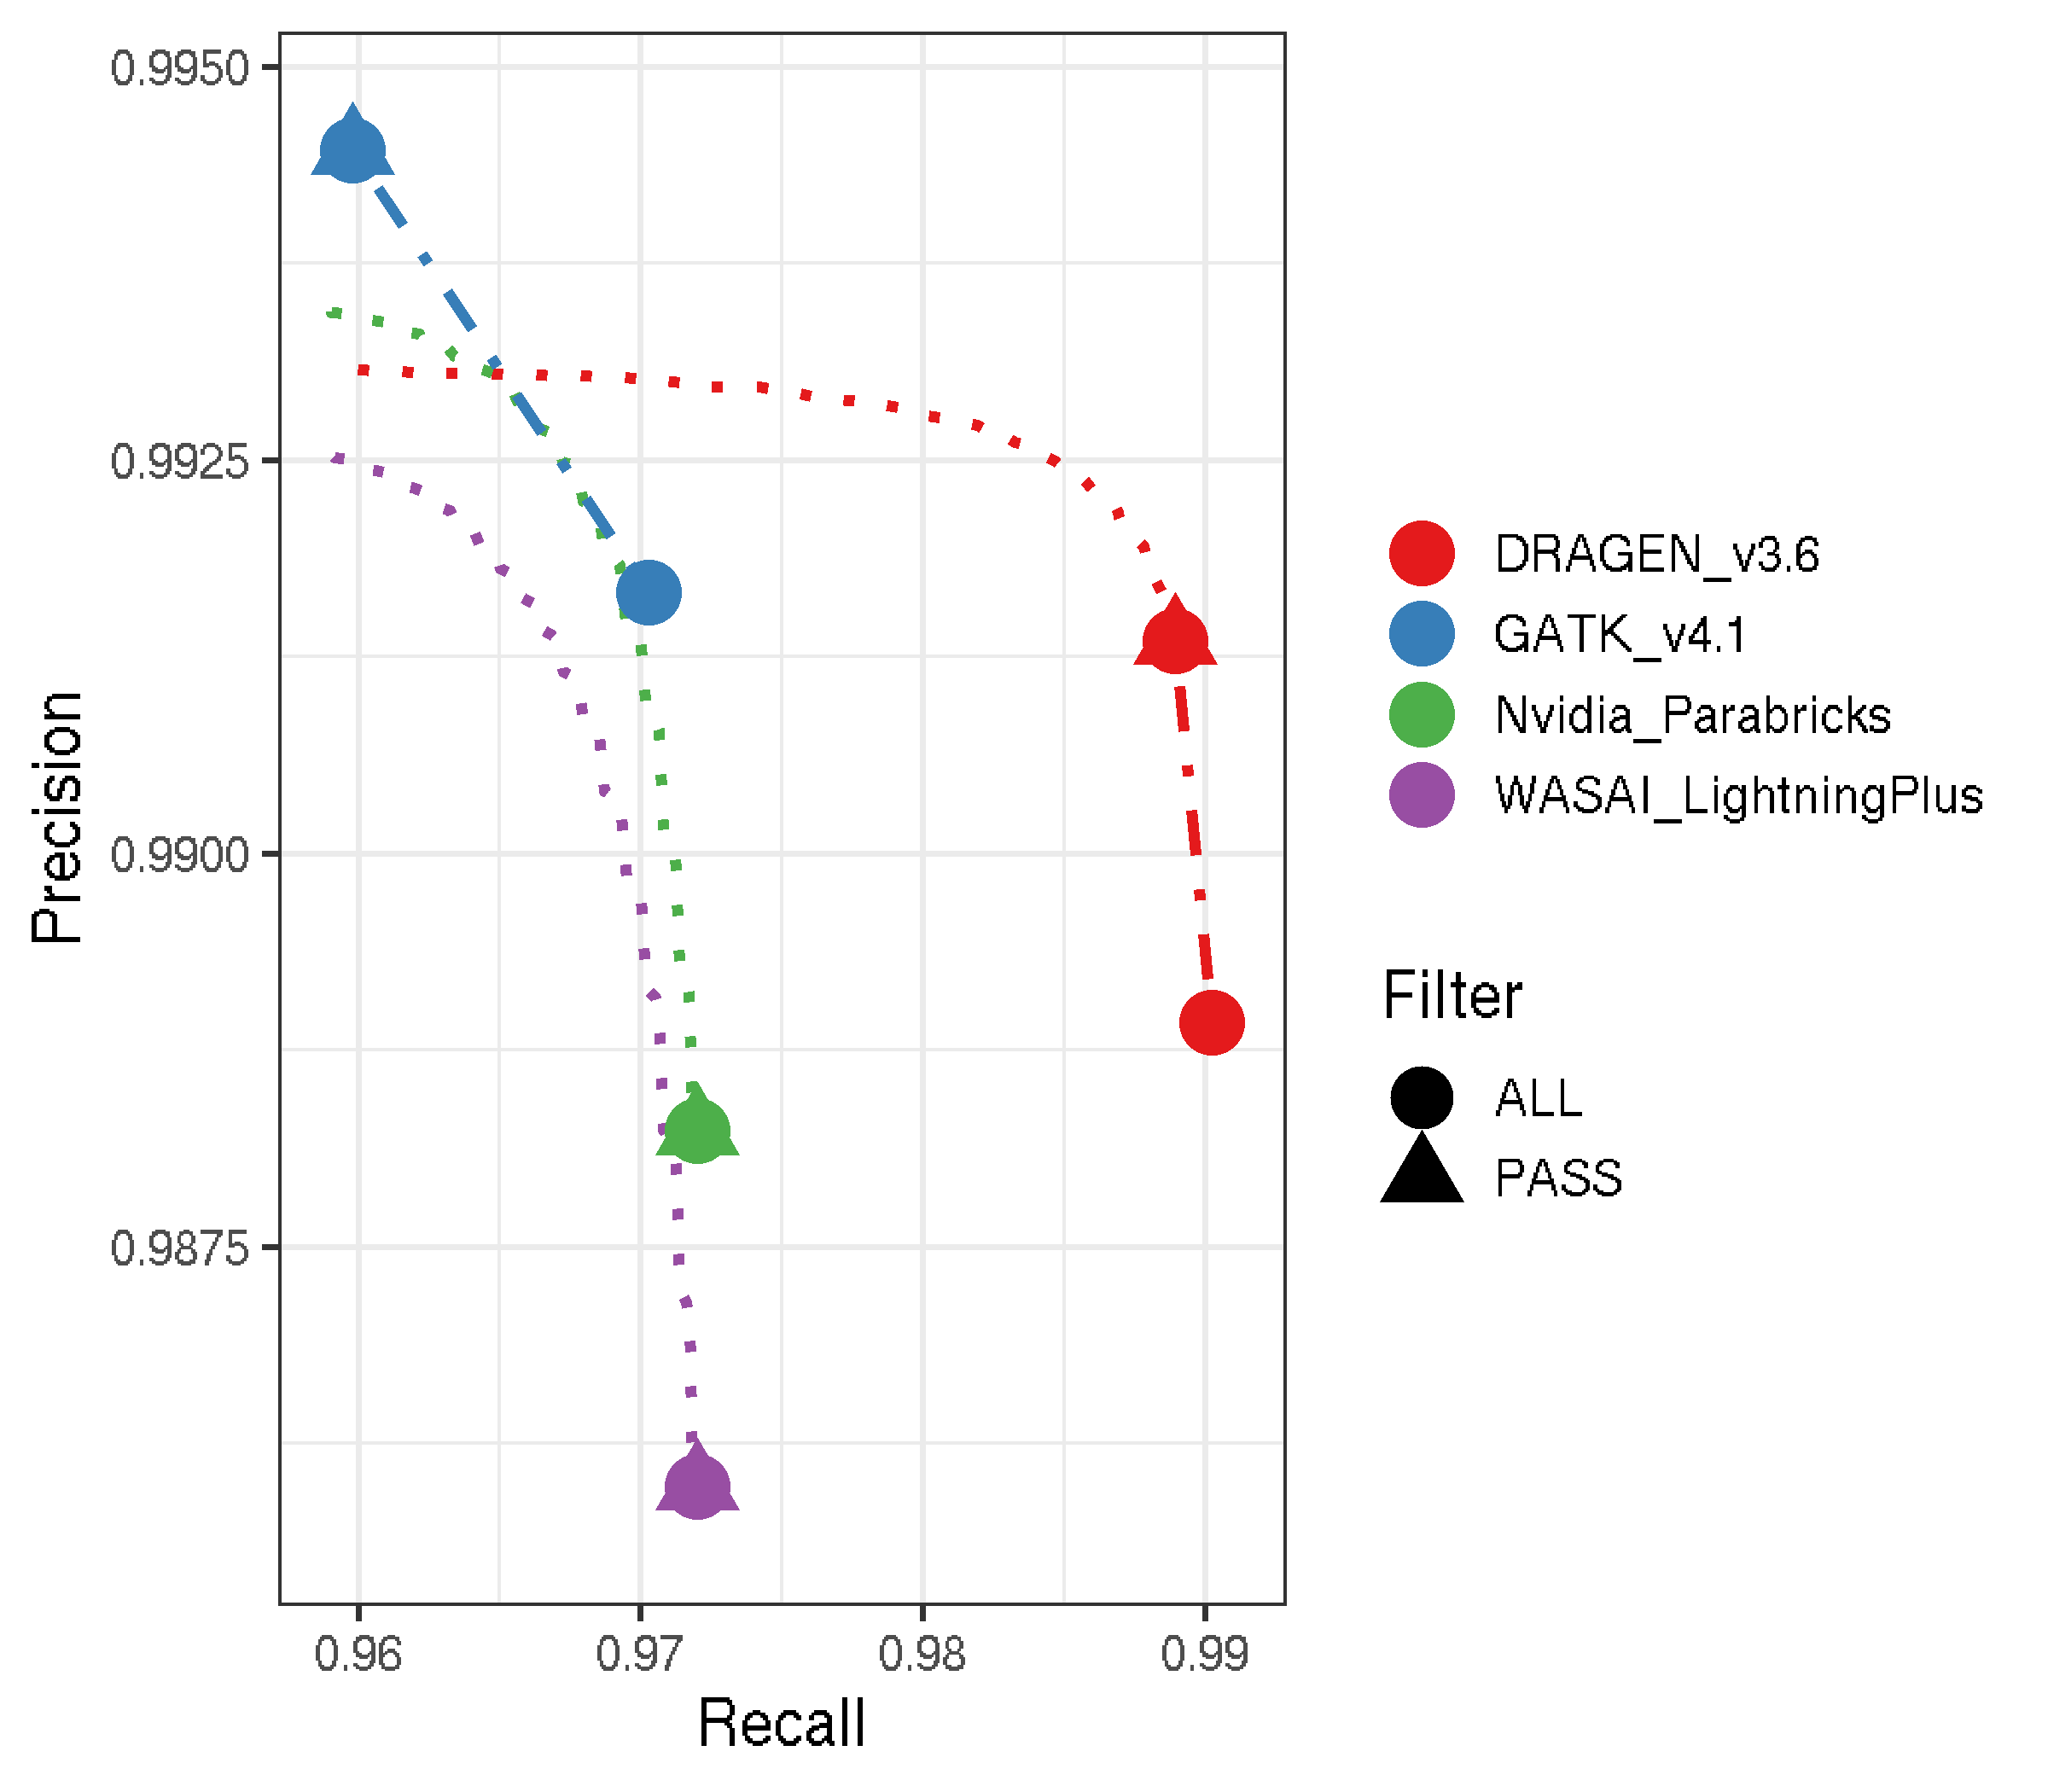 0.9950
0.9925
0.9900
0.9875
Precision
0.96 0.97 0.98 0.99
Recall
DRAGEN_v3.6
GATK_v4.1
Nvidia_Parabricks
WASAI_LightningPlus
Filter
ALL
PASS